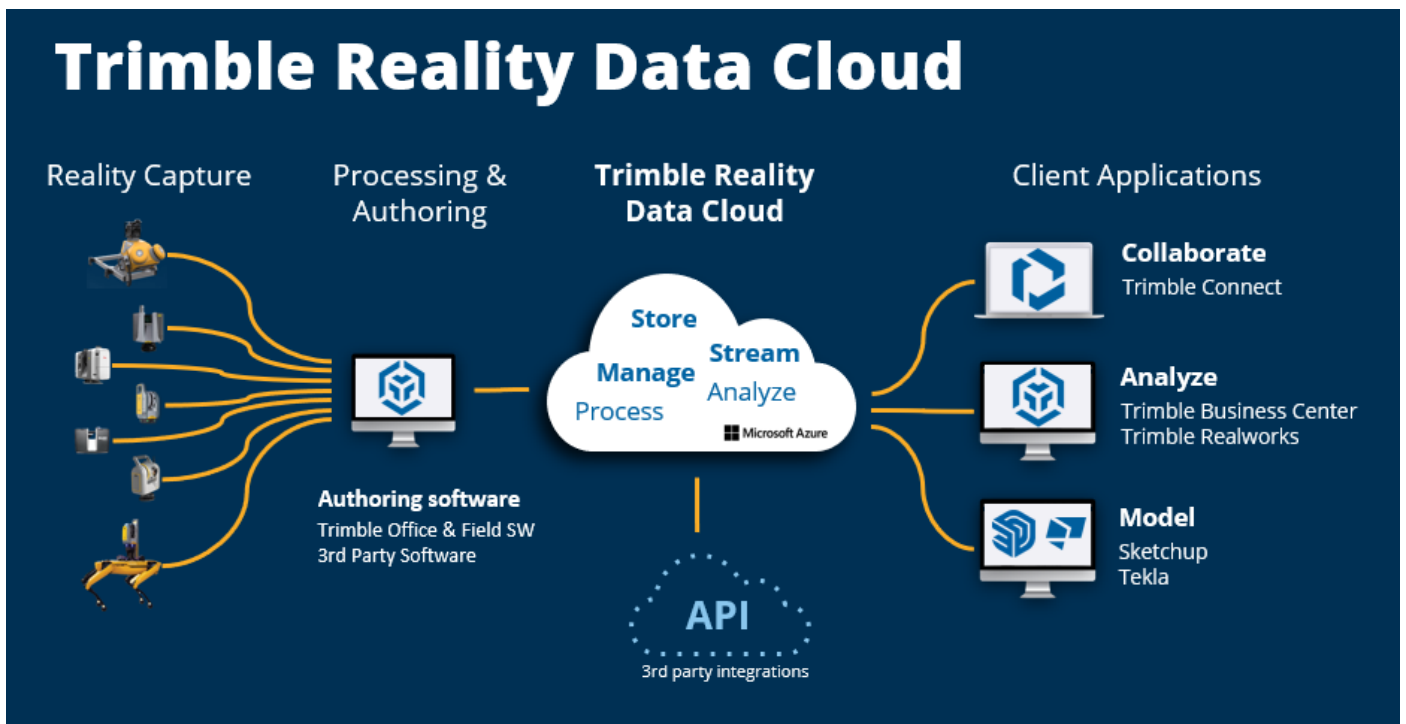 Trimble Reality Data Cloud
Reality Capture
Processing &
Authoring
Trimble Reality
Data Cloud
Client Applications
Store
Stream
Manage
Analyze
Process
Microsoft Azure
Authoring software
Trimble Office & Field SW
3rd Party Software
API
3rd party integrations
Collaborate
Trimble Connect
Analyze
Trimble Business Center
Trimble Realworks
Model
Sketchup
Tekla